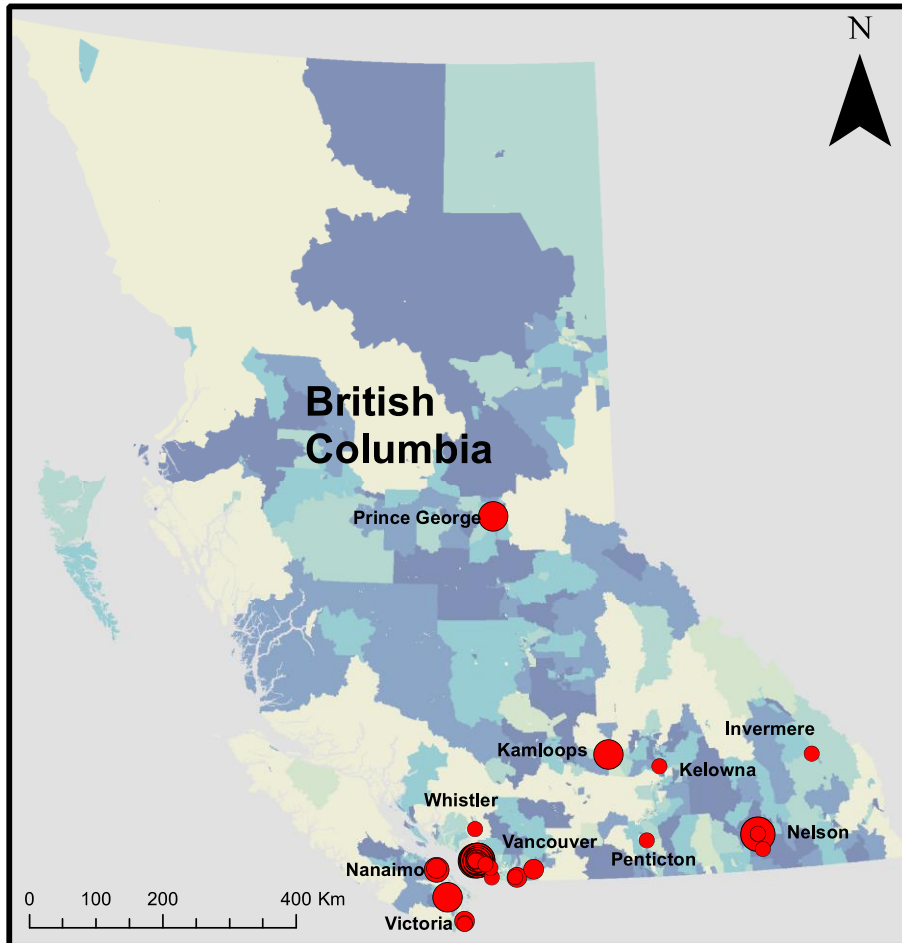 N
British
Columbia
Prince George
Invermere
Kamloops
Kelowna
Whistler
Vancouver
Nelson
Penticton
Nanaimo
Victoria
0 100 200 400 Km